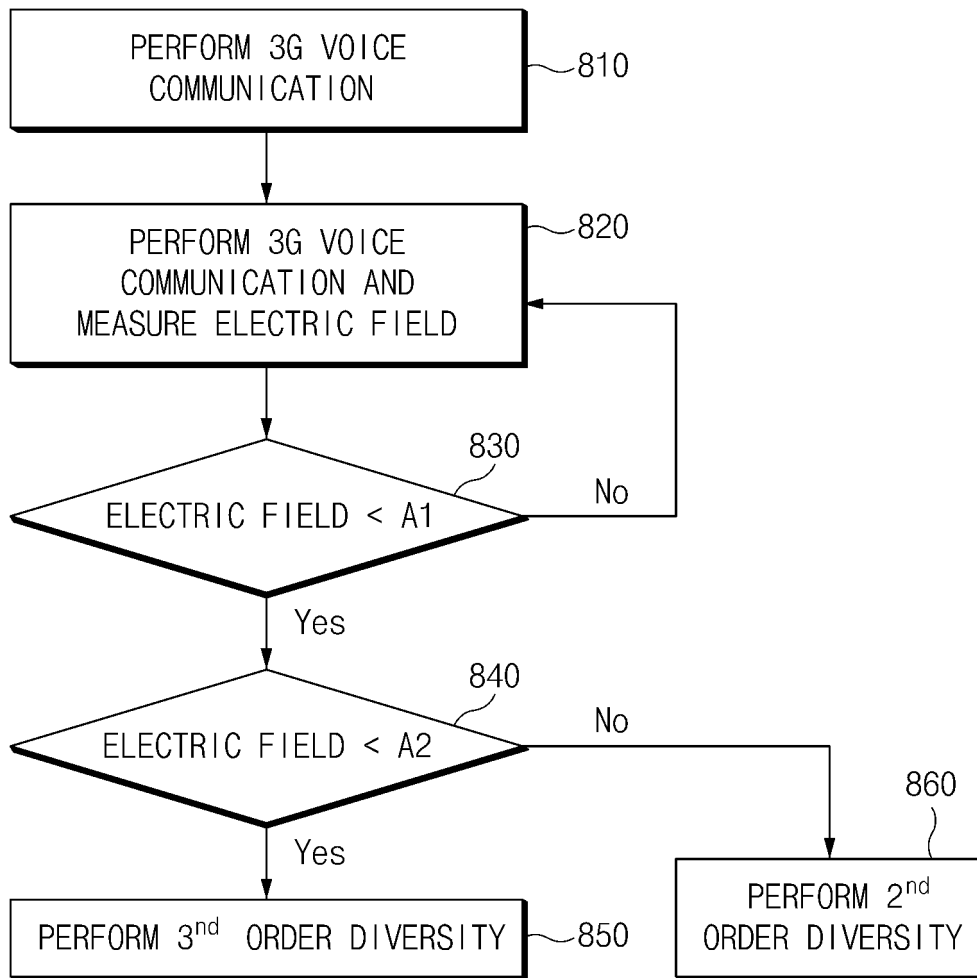 PERFORM 3G VOICE
COMMUNICATION
810
PERFORM 3G VOICE
COMMUNICATION AND
MEASURE ELECTRIC FIELD
820
830
ELECTRIC FIELD < A1
No
Yes
840
ELECTRIC FIELD < A2
No
Yes
860
PERFORM 3nd ORDER DIVERSITY
850
PERFORM 2nd
ORDER DIVERSITY